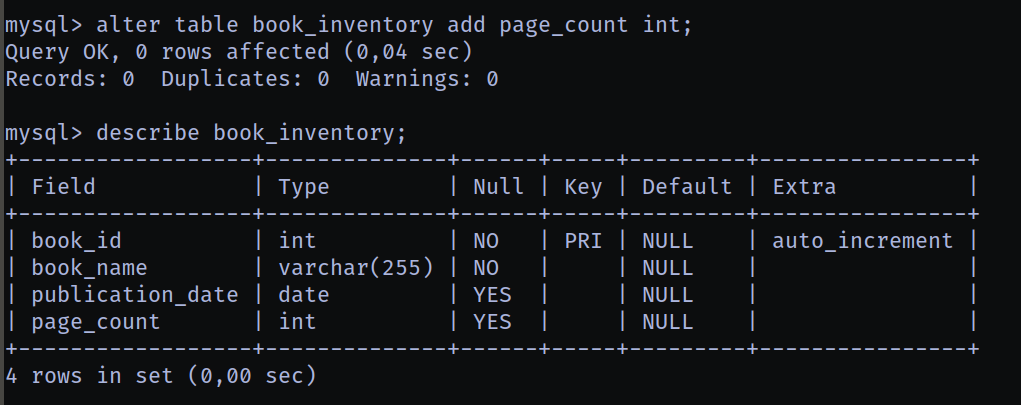 mysql> alter table book_inventory add page_count int;
Query OK, 0 rows affected (0,04 sec)
Records: 0  Duplicates: 0  Warnings: 0
mysql> describe book_inventory;
+------------------+--------------+------+-----+---------+----------------+
| Field            | Type         | Null | Key | Default | Extra          |
+------------------+--------------+------+-----+---------+----------------+
| book_id          | int          | NO   | PRI | NULL    | auto_increment |
| book_name        | varchar(255) | NO   |     | NULL    |                |
| publication_date | date         | YES  |     | NULL    |                |
| page_count       | int          | YES  |     | NULL    |                |
+------------------+--------------+------+-----+---------+----------------+
4 rows in set (0,00 sec)